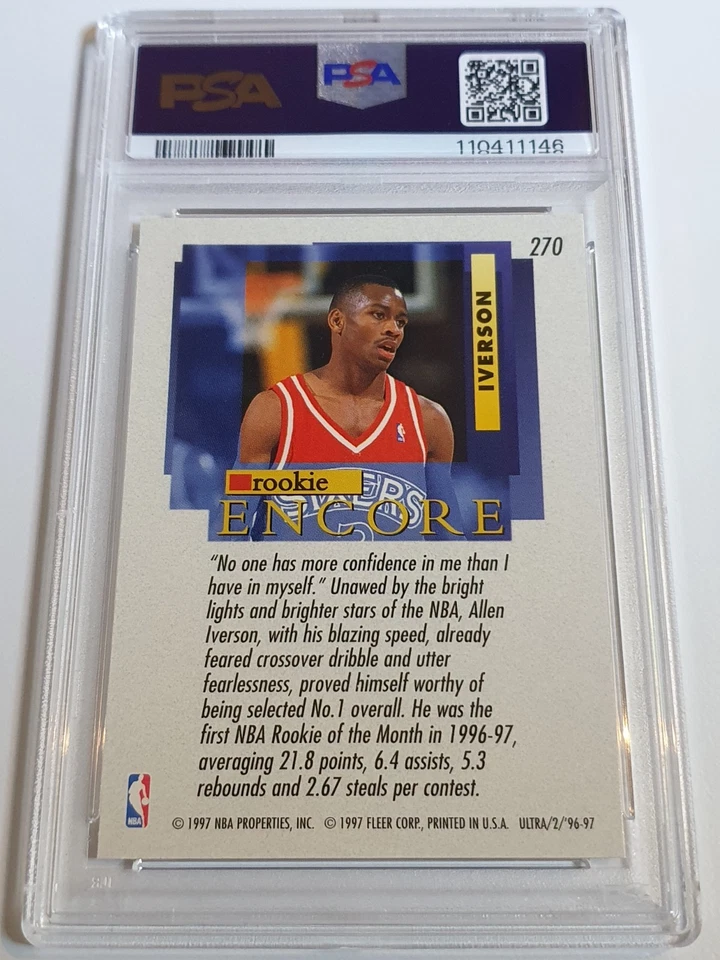 PSA
PSA
110411146
270
IVERSON
rookie
SIXERS
ENCORE
“No one has more confidence in me than I
have in myself.” Unawed by the bright
lights and brighter stars of the NBA, Allen
Iverson, with his blazing speed, already
feared crossover dribble and utter
fearlessness, proved himself worthy of
being selected No.1 overall. He was the
first NBA Rookie of the Month in 1996-97,
averaging 21.8 points, 6.4 assists, 5.3
rebounds and 2.67 steals per contest.
NBA
© 1997 NBA PROPERTIES, INC. © 1997 FLEER CORP., PRINTED IN U.S.A. ULTRA/2/'96-97